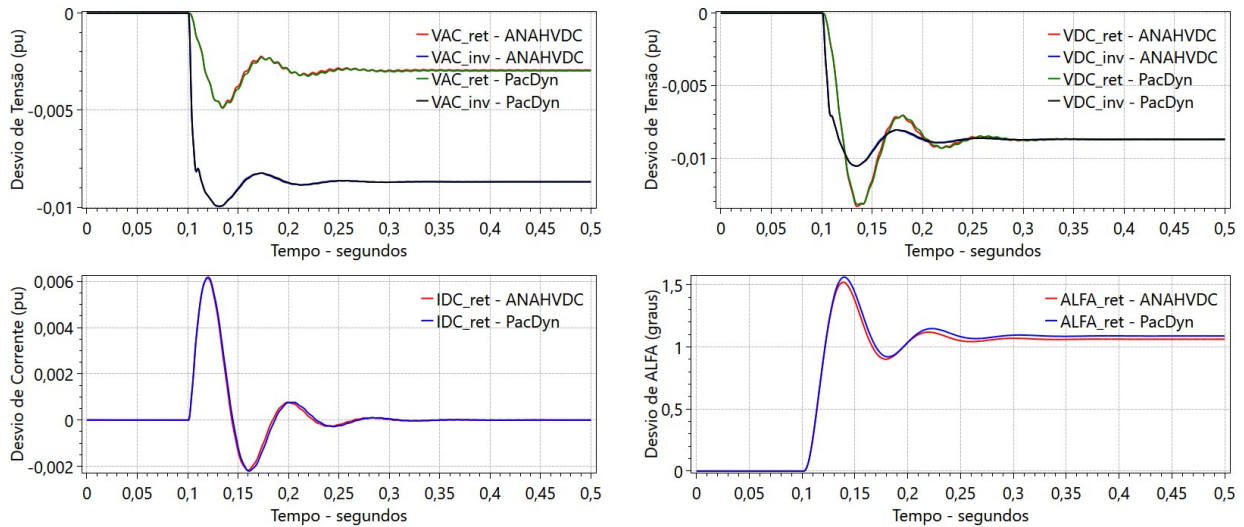 Desvio de Tensão (pu)
0
-0,005
-0,01
VAC_ret - ANAHVDC
VAC_inv - ANAHVDC
VAC_ret - PacDyn
VAC_inv - PacDyn
0 0,05 0,1 0,15 0,2 0,25 0,3 0,35 0,4 0,45 0,5
Tempo - segundos
Desvio de Tensão (pu)
0
-0,005
-0,01
VDC_ret - ANAHVDC
VDC_inv - ANAHVDC
VDC_ret - PacDyn
VDC_inv - PacDyn
0 0,05 0,1 0,15 0,2 0,25 0,3 0,35 0,4 0,45 0,5
Tempo - segundos
Desvio de Corrente (pu)
0,006
0,004
0,002
0
-0,002
IDC_ret - ANAHVDC
IDC_ret - PacDyn
0 0,05 0,1 0,15 0,2 0,25 0,3 0,35 0,4 0,45 0,5
Tempo - segundos
Desvio de ALFA (graus)
1,5
1
0,5
0
ALFA_ret - ANAHVDC
ALFA_ret - PacDyn
0 0,05 0,1 0,15 0,2 0,25 0,3 0,35 0,4 0,45 0,5
Tempo - segundos